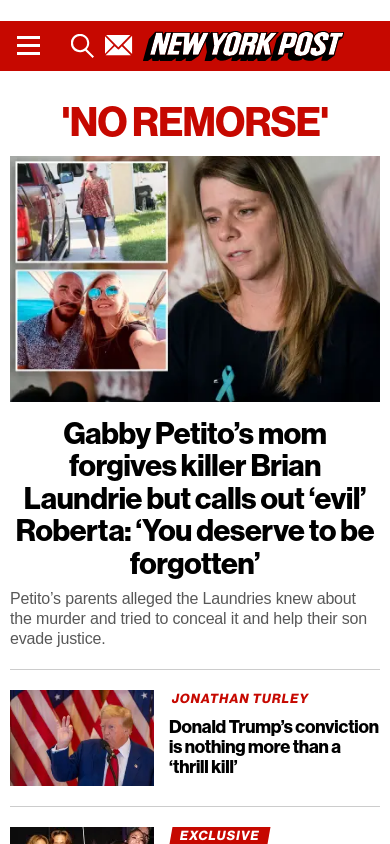 NEW YORK POST
'NO REMORSE'
Gabby Petito’s mom
forgives killer Brian
Laundrie but calls out ‘evil’
Roberta: ‘You deserve to be
forgotten’
Petito’s parents alleged the Laundries knew about
the murder and tried to conceal it and help their son
evade justice.
JONATHAN TURLEY
Donald Trump’s conviction
is nothing more than a
‘thrill kill’
EXCLUSIVE